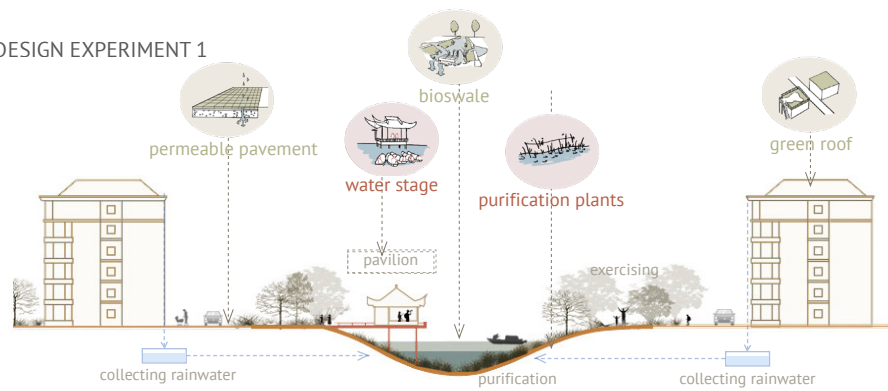 DESIGN EXPERIMENT 1
bioswale
permeable pavement
green roof
water stage
purification plants
pavilion
exercising
collecting rainwater
purification
collecting rainwater